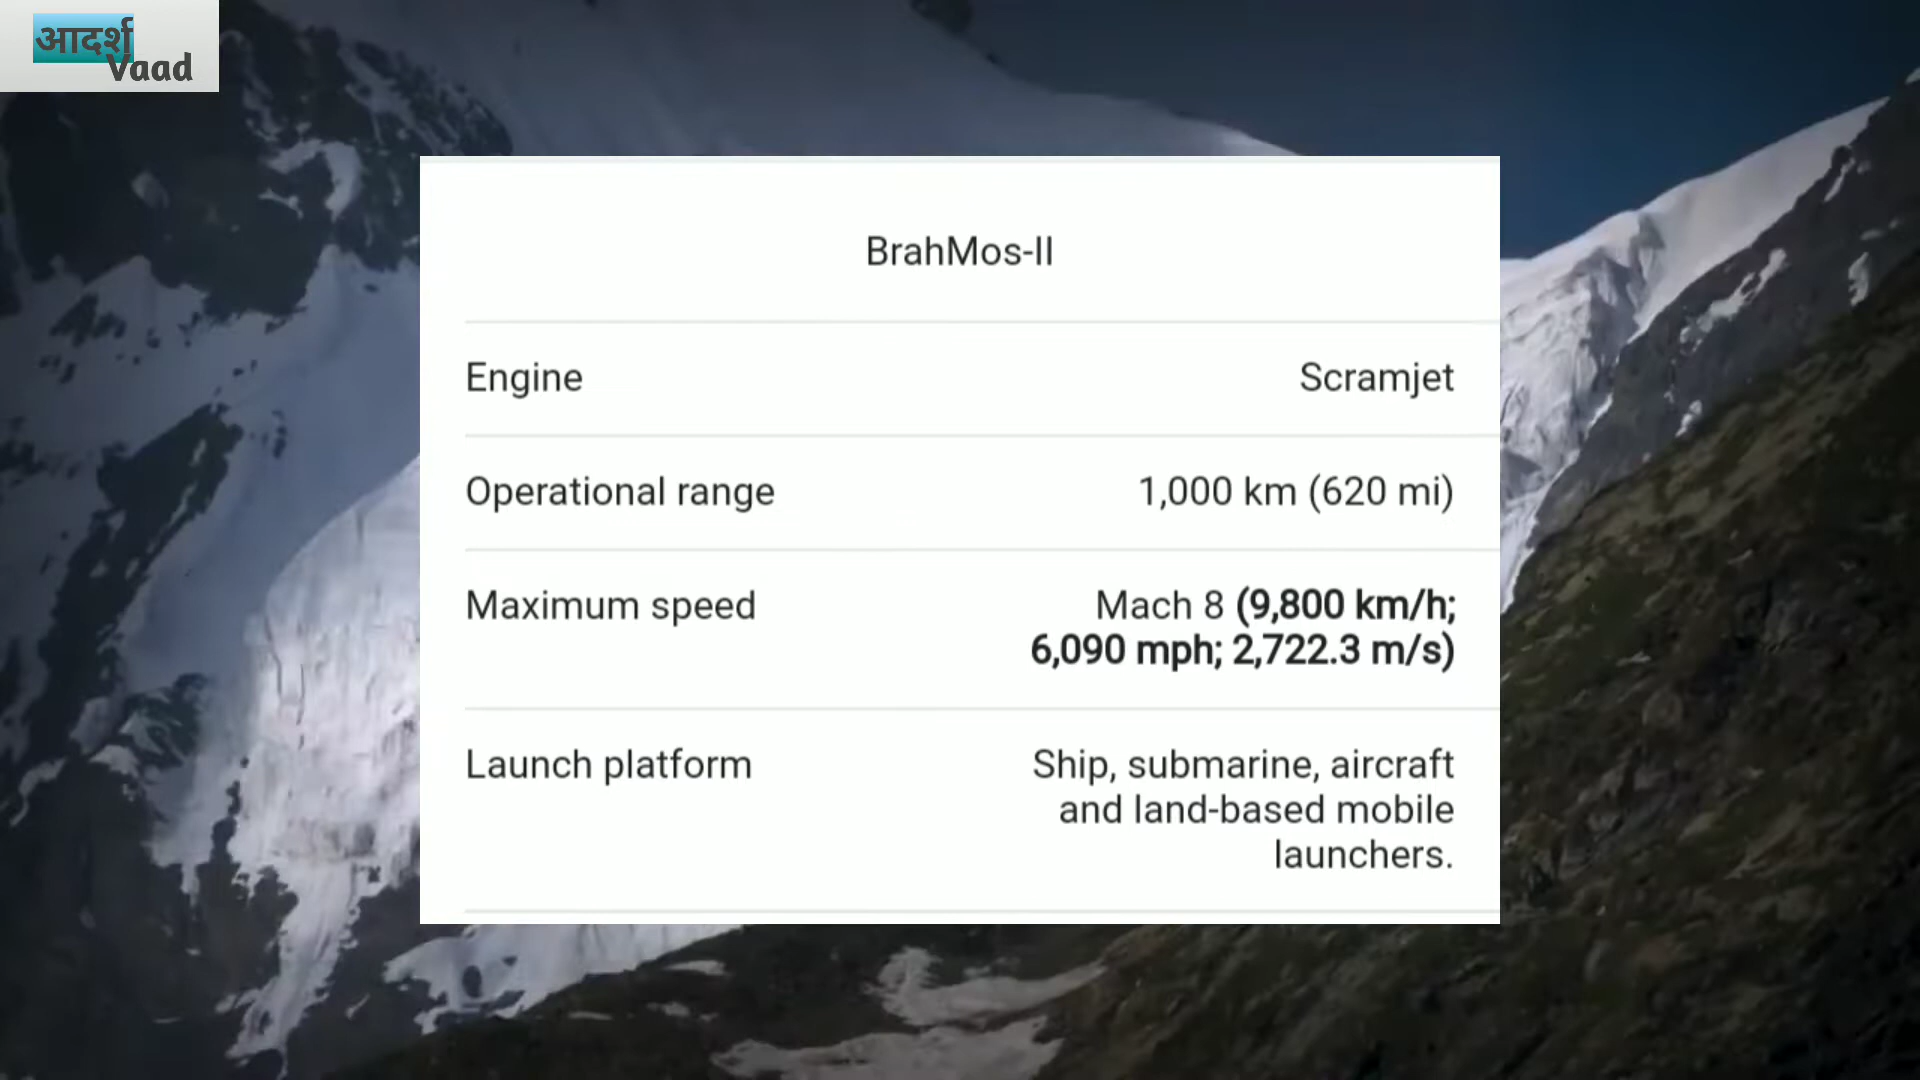 आदर्श
Vaad
BrahMos-II
Engine
Scramjet
Operational range
1,000 km (620 mi)
Maximum speed
Mach 8 (9,800 km/h;
6,090 mph; 2,722.3 m/s)
Launch platform
Ship, submarine, aircraft
and land-based mobile
launchers.